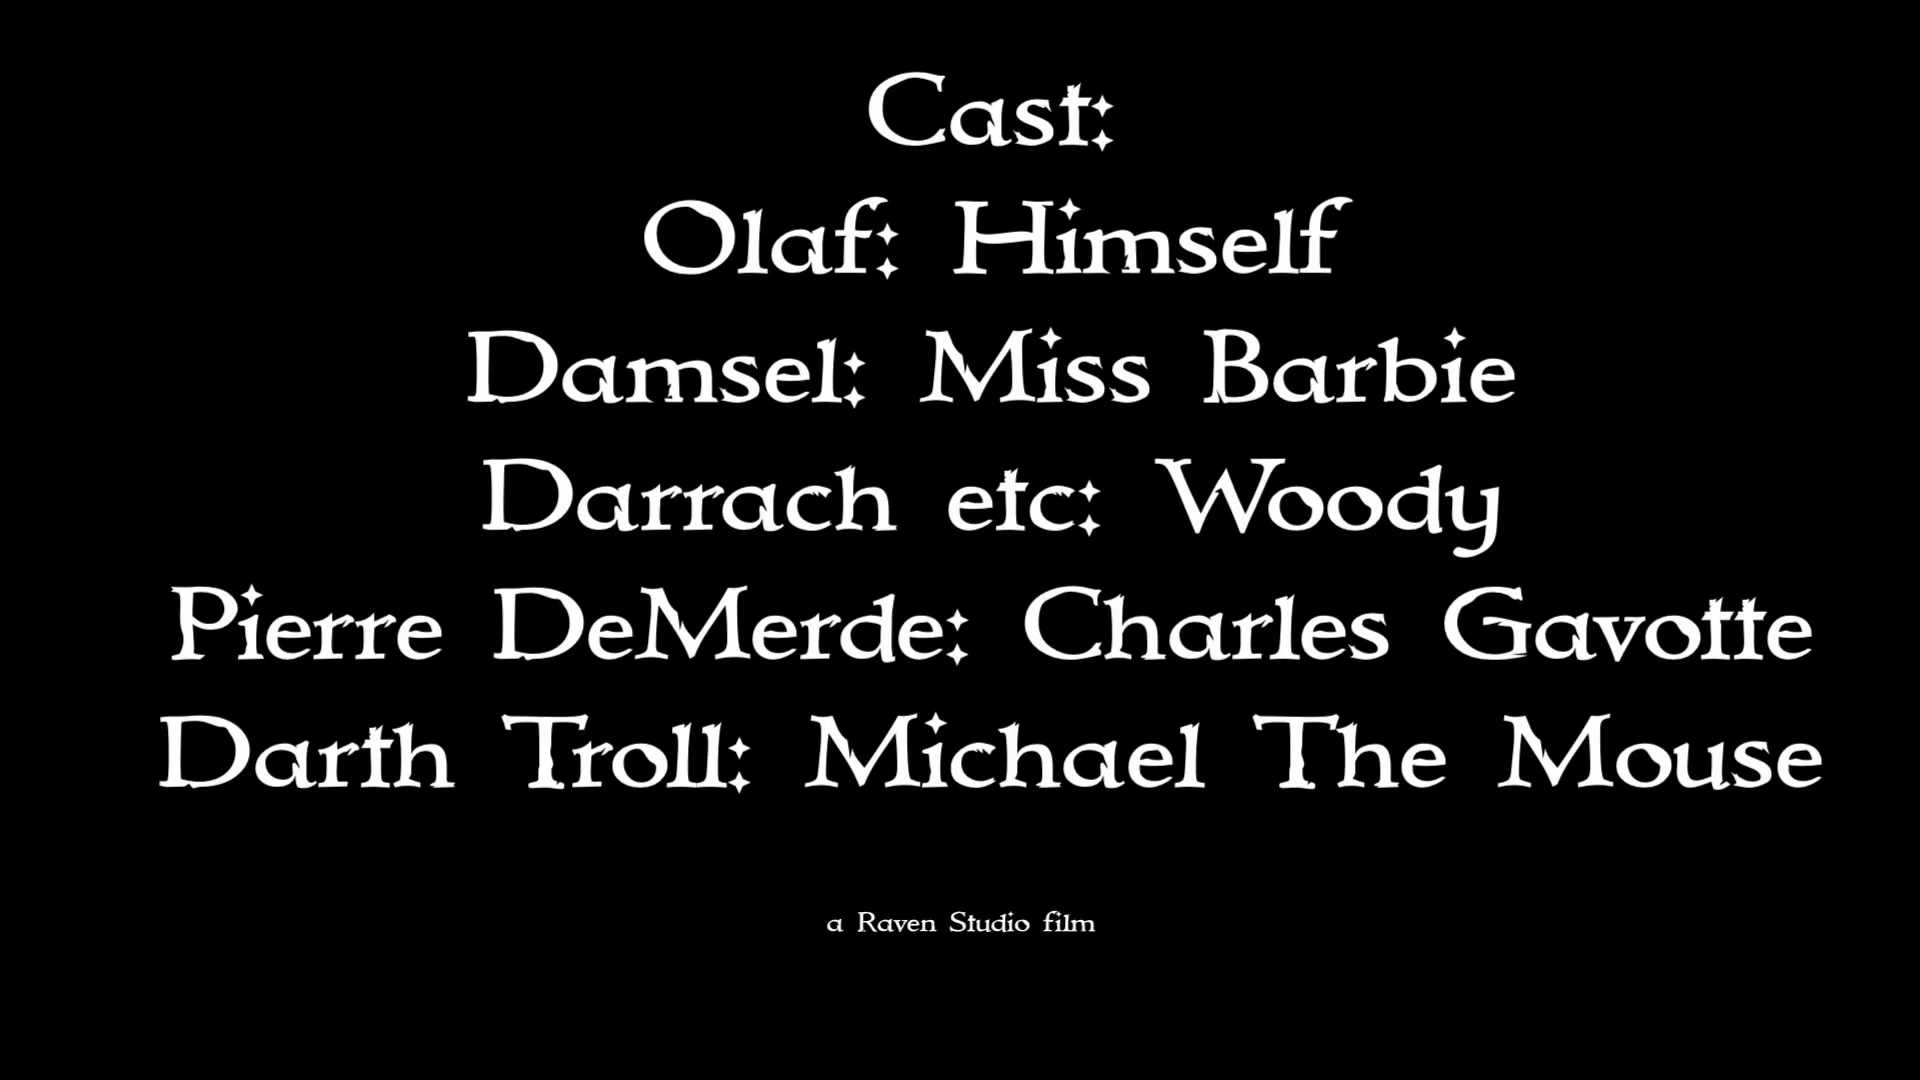 Cast:
Olaf: Himself
Damsel: Miss Barbie
Darrach etc: Woody
Pierre DeMerde: Charles Gavotte
Darth Troll: Michael The Mouse
a Raven Studio film